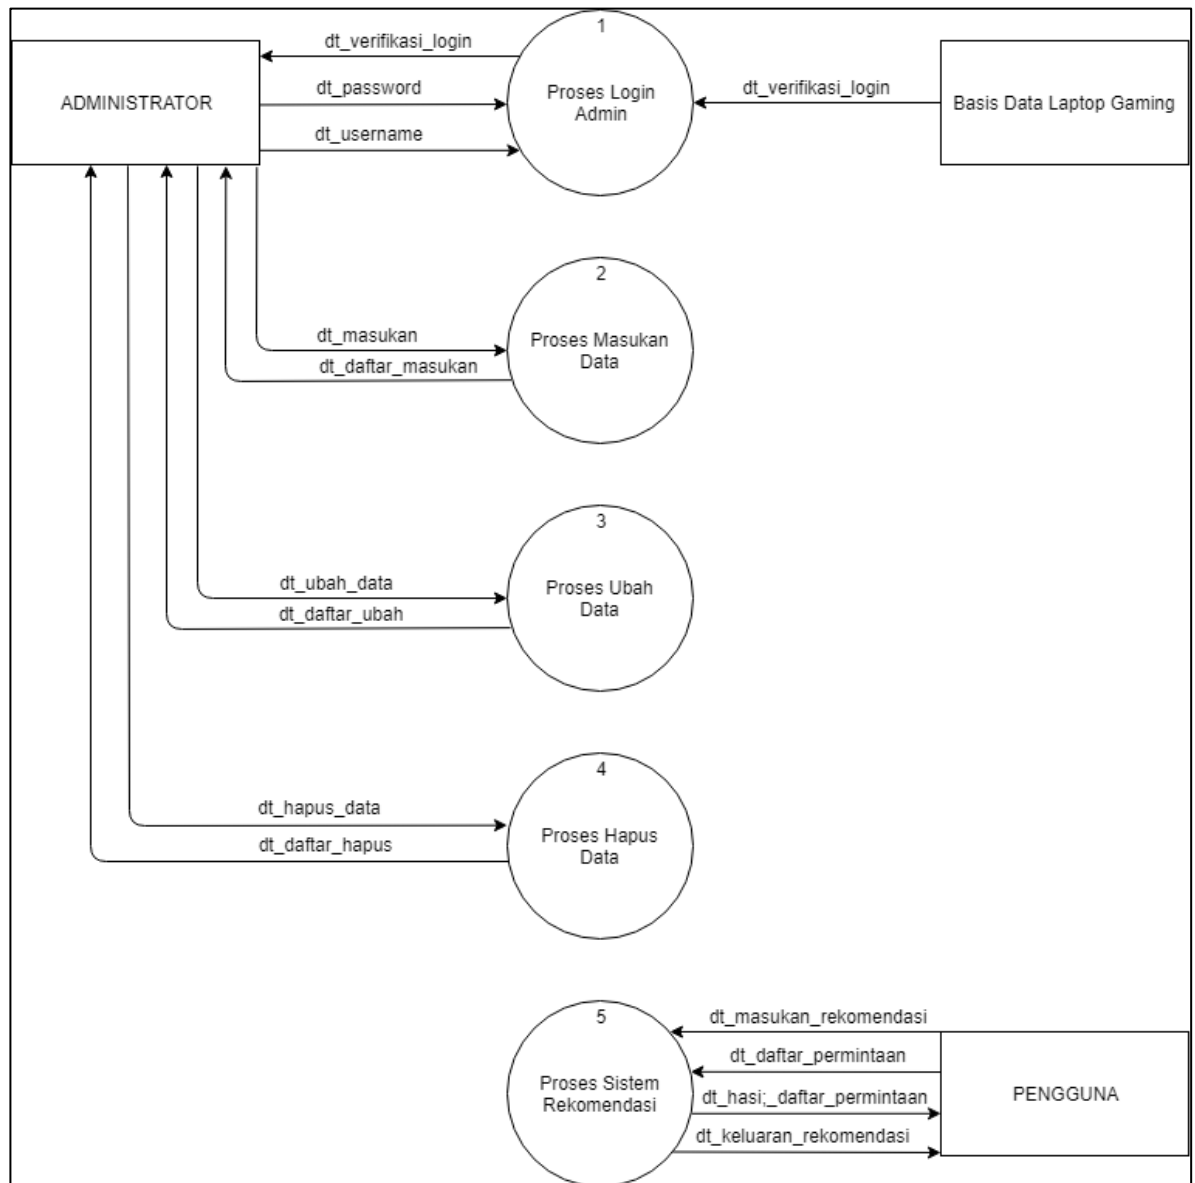 1
dt_verifikasi_login
ADMINISTRATOR
dt_password
Proses Login
Admin
dt_verifikasi_login
Basis Data Laptop Gaming
dt_username
2
dt_masukan
Proses Masukan
Data
dt_daftar_masukan
3
dt_ubah_data
Proses Ubah
Data
dt_daftar_ubah
4
dt_hapus_data
Proses Hapus
Data
dt_daftar_hapus
5
dt_masukan_rekomendasi
dt_daftar_permintaan
Proses Sistem
Rekomendasi
dt_hasi;_daftar_permintaan
PENGGUNA
dt_keluaran_rekomendasi